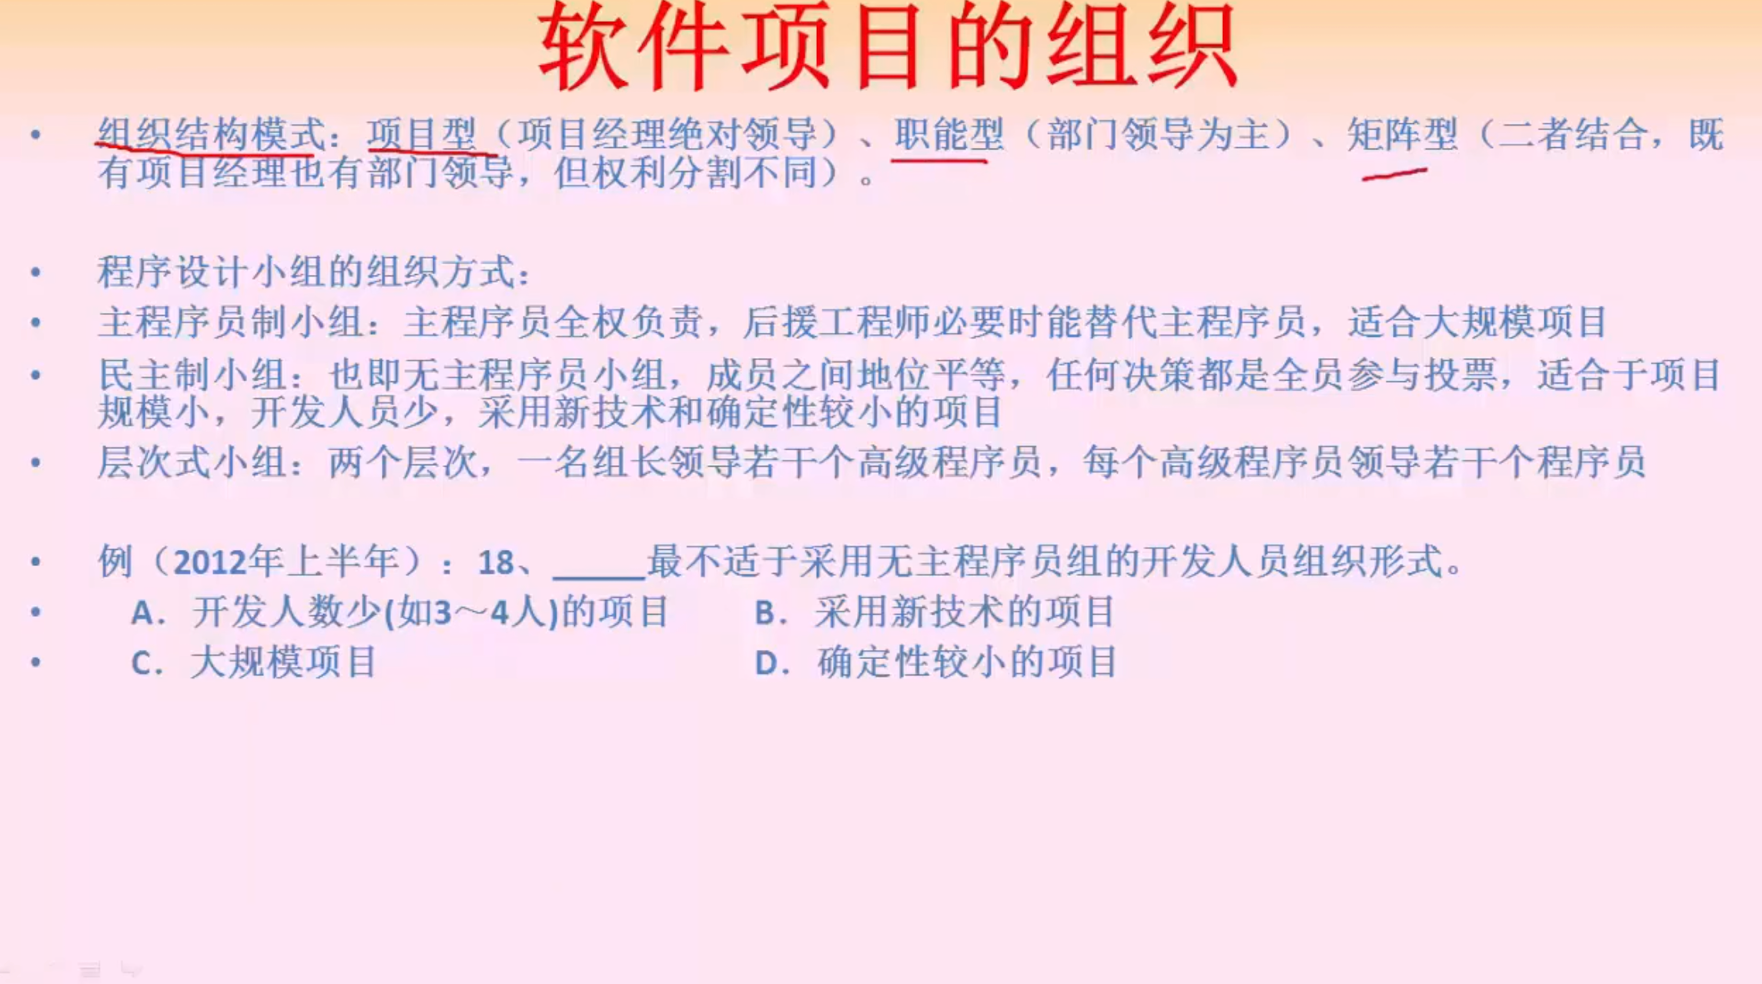 软件项目的组织
• 组织结构模式：项目型（项目经理绝对领导）、职能型（部门领导为主）、矩阵型（二者结合，既
有项目经理也有部门领导，但权利分割不同）。
• 程序设计小组的组织方式：
• 主程序员制小组：主程序员全权负责，后援工程师必要时能替代主程序员，适合大规模项目
• 民主制小组：也即无主程序员小组，成员之间地位平等，任何决策都是全员参与投票，适合于项目
规模小，开发人员少，采用新技术和确定性较小的项目
• 层次式小组：两个层次，一名组长领导若干个高级程序员，每个高级程序员领导若干个程序员
• 例（2012年上半年）：18、_____最不适于采用无主程序员组的开发人员组织形式。
• A．开发人数少(如3～4人)的项目 B．采用新技术的项目
• C．大规模项目 D．确定性较小的项目